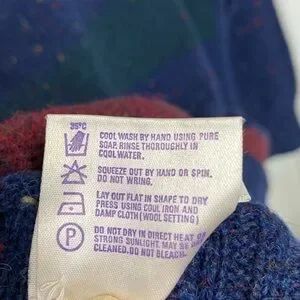 35°C
COOL WASH BY HAND USING PURE
SOAP. RINSE THOROUGHLY IN
COOL WATER.
SQUEEZE OUT BY HAND OR SPIN.
DO NOT WRING.
LAY OUT FLAT IN SHAPE TO DRY
PRESS USING COOL IRON AND
DAMP CLOTH (WOOL SETTING)
P
DO NOT DRY IN DIRECT HEAT OR
STRONG SUNLIGHT. MAY BE
CLEANED. DO NOT BLEACH.